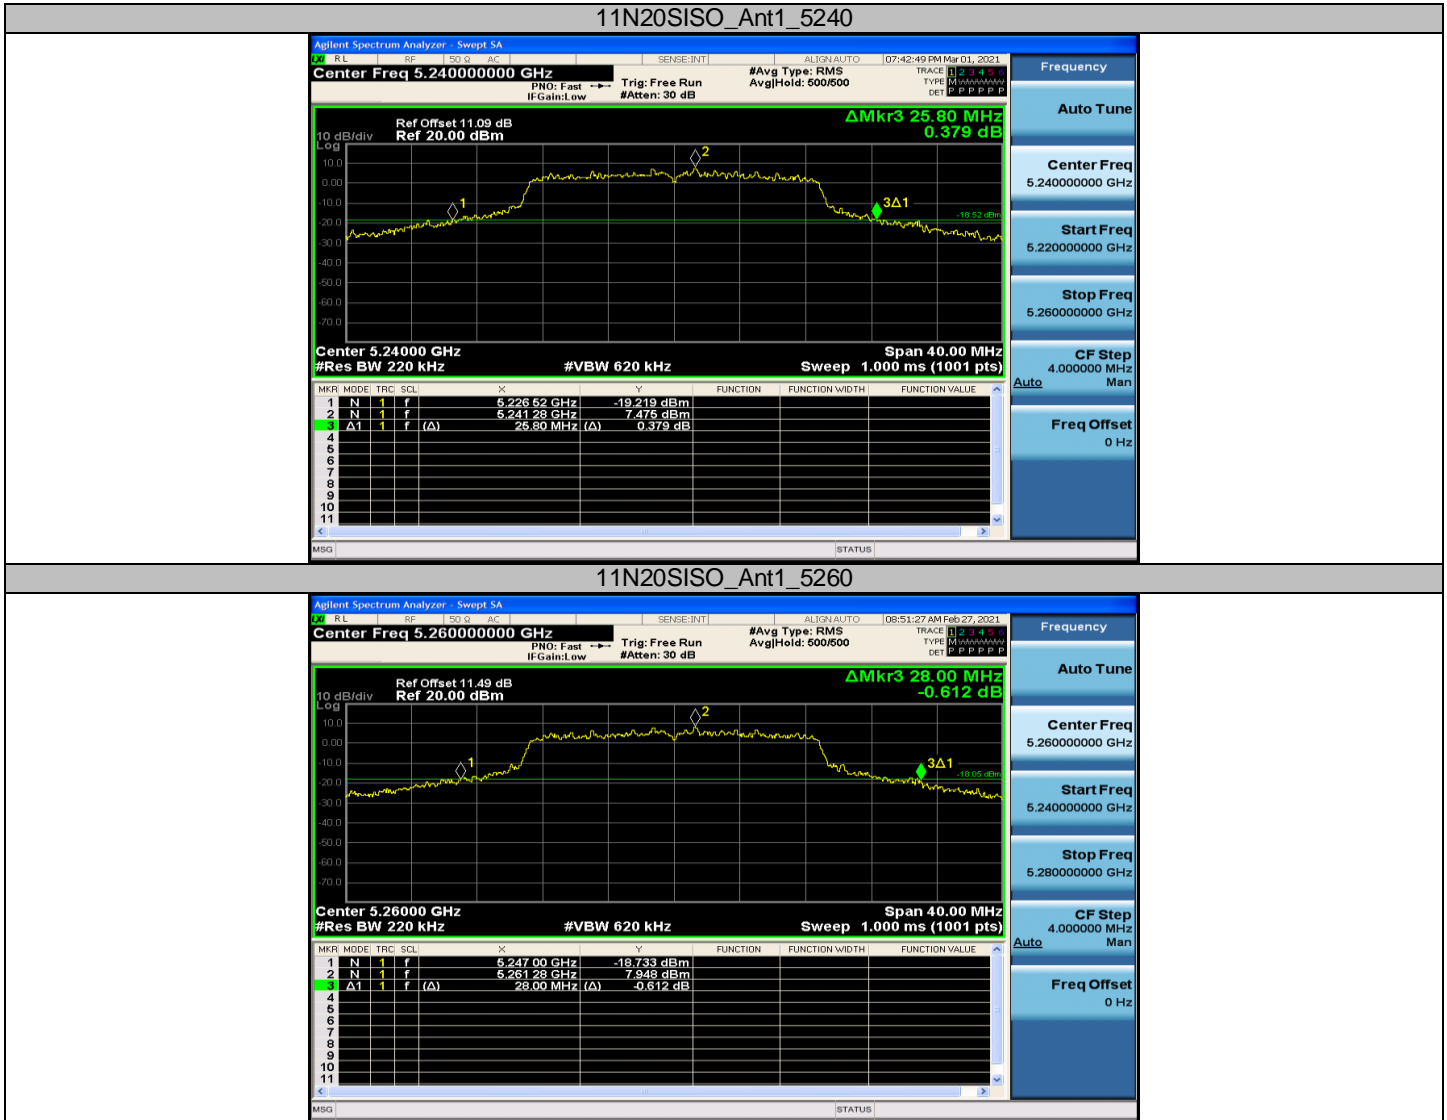 11N20SISO_Ant1_5240
Agilent Spectrum Analyzer - Swept SA
RL RF 50 Ω AC SENSE:INT ALIGNAUTO 07:42:49 PM Mar 01, 2021
Center Freq 5.240000000 GHz
PNO: Fast
IFGain:Low
Trig: Free Run
#Atten: 30 dB
#Avg Type: RMS
Avg|Hold: 500/500
TRACE 1 2 3 4 5 6
TYPE M WWWWW
DET P P P P P P
Frequency
Auto Tune
Center Freq
5.240000000 GHz
Start Freq
5.220000000 GHz
Stop Freq
5.260000000 GHz
CF Step
4.000000 MHz
Auto Man
Freq Offset
0 Hz
ΔMkr3 25.80 MHz
0.379 dB
Ref Offset 11.09 dB
10 dB/div Ref 20.00 dBm
Log
10.0
0.00
-10.0
-20.0
-30.0
-40.0
-50.0
-60.0
-70.0
1
2
3Δ1
-18.52 dBm
Center 5.24000 GHz Span 40.00 MHz
#Res BW 220 kHz #VBW 620 kHz Sweep 1.000 ms (1001 pts)
MKR MODE TRC SCL X Y FUNCTION FUNCTION WIDTH FUNCTION VALUE
1 N 1 f 5.226 52 GHz -19.219 dBm
2 N 1 f 5.241 28 GHz 7.475 dBm
3 Δ1 1 f (Δ) 25.80 MHz (Δ) 0.379 dB
4
5
6
7
8
9
10
11
MSG STATUS
11N20SISO_Ant1_5260
Agilent Spectrum Analyzer - Swept SA
RL RF 50 Ω AC SENSE:INT ALIGNAUTO 08:51:27 AM Feb 27, 2021
Center Freq 5.260000000 GHz
PNO: Fast
IFGain:Low
Trig: Free Run
#Atten: 30 dB
#Avg Type: RMS
Avg|Hold: 500/500
TRACE 1 2 3 4 5 6
TYPE M WWWWW
DET P P P P P P
Frequency
Auto Tune
Center Freq
5.260000000 GHz
Start Freq
5.240000000 GHz
Stop Freq
5.280000000 GHz
CF Step
4.000000 MHz
Auto Man
Freq Offset
0 Hz
ΔMkr3 28.00 MHz
-0.612 dB
Ref Offset 11.49 dB
10 dB/div Ref 20.00 dBm
Log
10.0
0.00
-10.0
-20.0
-30.0
-40.0
-50.0
-60.0
-70.0
1
2
3Δ1
-18.05 dBm
Center 5.26000 GHz Span 40.00 MHz
#Res BW 220 kHz #VBW 620 kHz Sweep 1.000 ms (1001 pts)
MKR MODE TRC SCL X Y FUNCTION FUNCTION WIDTH FUNCTION VALUE
1 N 1 f 5.247 00 GHz -18.733 dBm
2 N 1 f 5.261 28 GHz 7.948 dBm
3 Δ1 1 f (Δ) 28.00 MHz (Δ) -0.612 dB
4
5
6
7
8
9
10
11
MSG STATUS